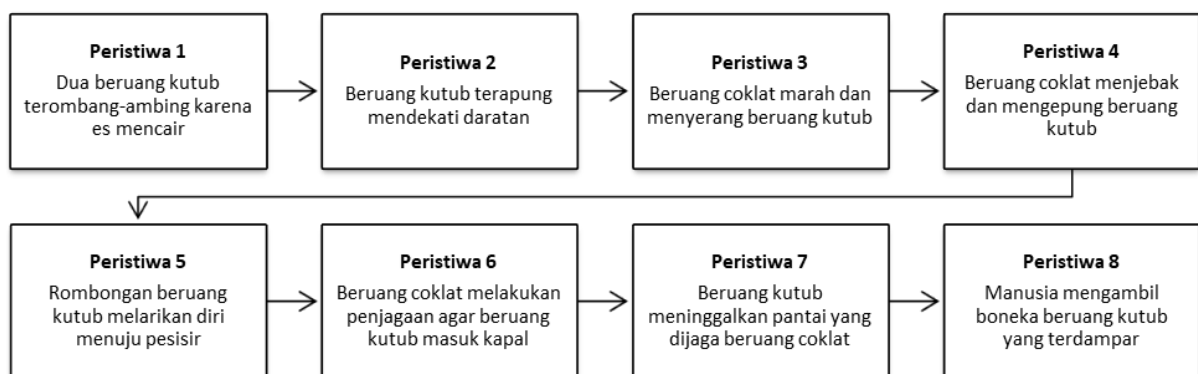 Peristiwa 1
Dua beruang kutub
terombang-ambing karena
es mencair
Peristiwa 2
Beruang kutub terapung
mendekati daratan
Peristiwa 3
Beruang coklat marah dan
menyerang beruang kutub
Peristiwa 4
Beruang coklat menjebak
dan mengepung beruang
kutub
Peristiwa 5
Rombongan beruang
kutub melarikan diri
menuju pesisir
Peristiwa 6
Beruang coklat melakukan
penjagaan agar beruang
kutub masuk kapal
Peristiwa 7
Beruang kutub
meninggalkan pantai yang
dijaga beruang coklat
Peristiwa 8
Manusia mengambil
boneka beruang kutub
yang terdampar